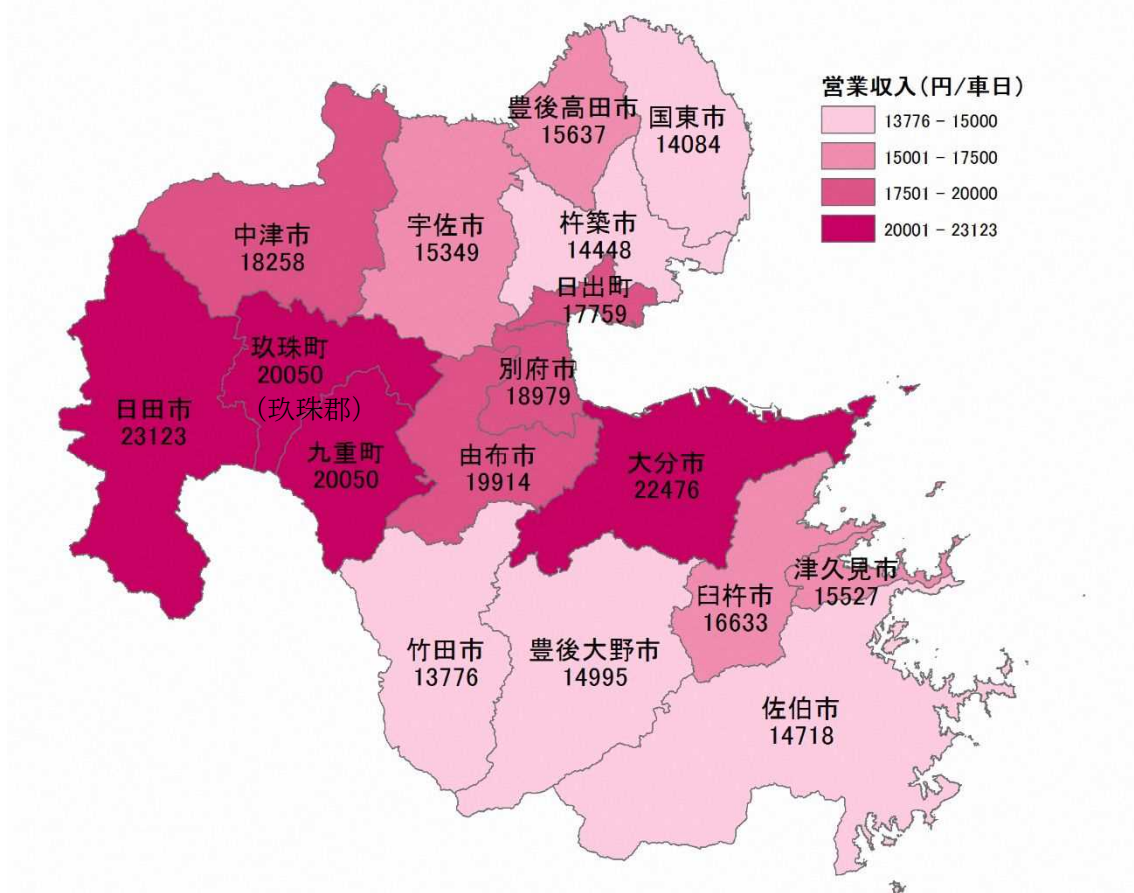 営業収入(円/車日)
13776 - 15000
15001 - 17500
17501 - 20000
20001 - 23123
豊後高田市
15637
国東市
14084
中津市
18258
宇佐市
15349
杵築市
14448
日出町
17759
玖珠町
20050
(玖珠郡)
九重町
20050
日田市
23123
別府市
18979
由布市
19914
大分市
22476
津久見市
15527
臼杵市
16633
竹田市
13776
豊後大野市
14995
佐伯市
14718